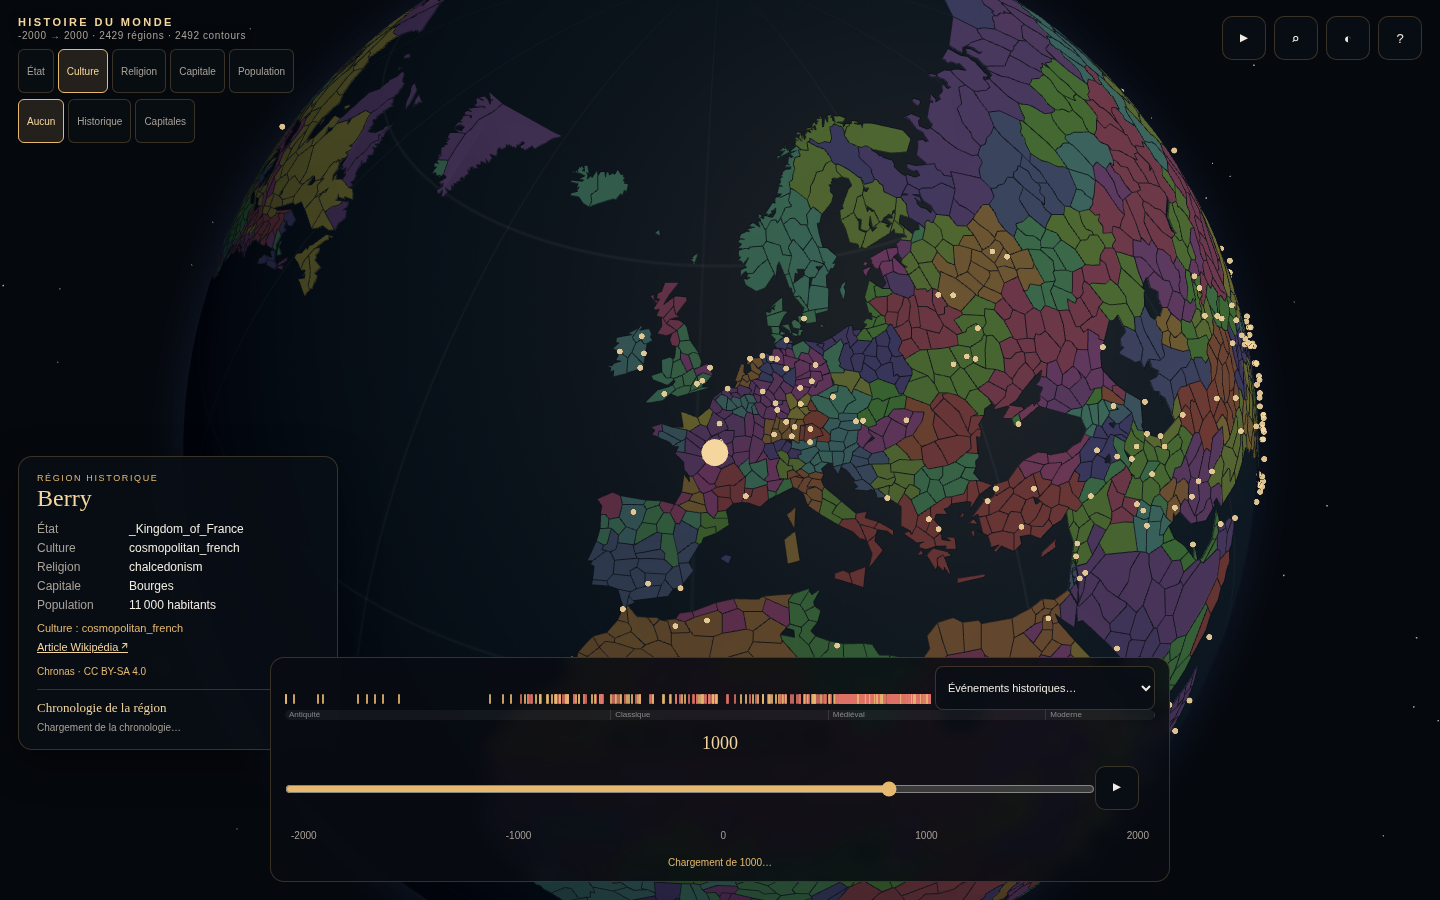 HISTOIRE DU MONDE
-2000 → 2000 · 2429 régions · 2492 contours
État Culture Religion Capitale Population
Aucun Historique Capitales
?
RÉGION HISTORIQUE
Berry
État _Kingdom_of_France
Culture cosmopolitan_french
Religion chalcedonism
Capitale Bourges
Population 11 000 habitants
Culture : cosmopolitan_french
Article Wikipédia ↗
Chronas · CC BY-SA 4.0
Chronologie de la région
Chargement de la chronologie…
Événements historiques…
Antiquité Classique Médiéval Moderne
1000
-2000 -1000 0 1000 2000
Chargement de 1000…